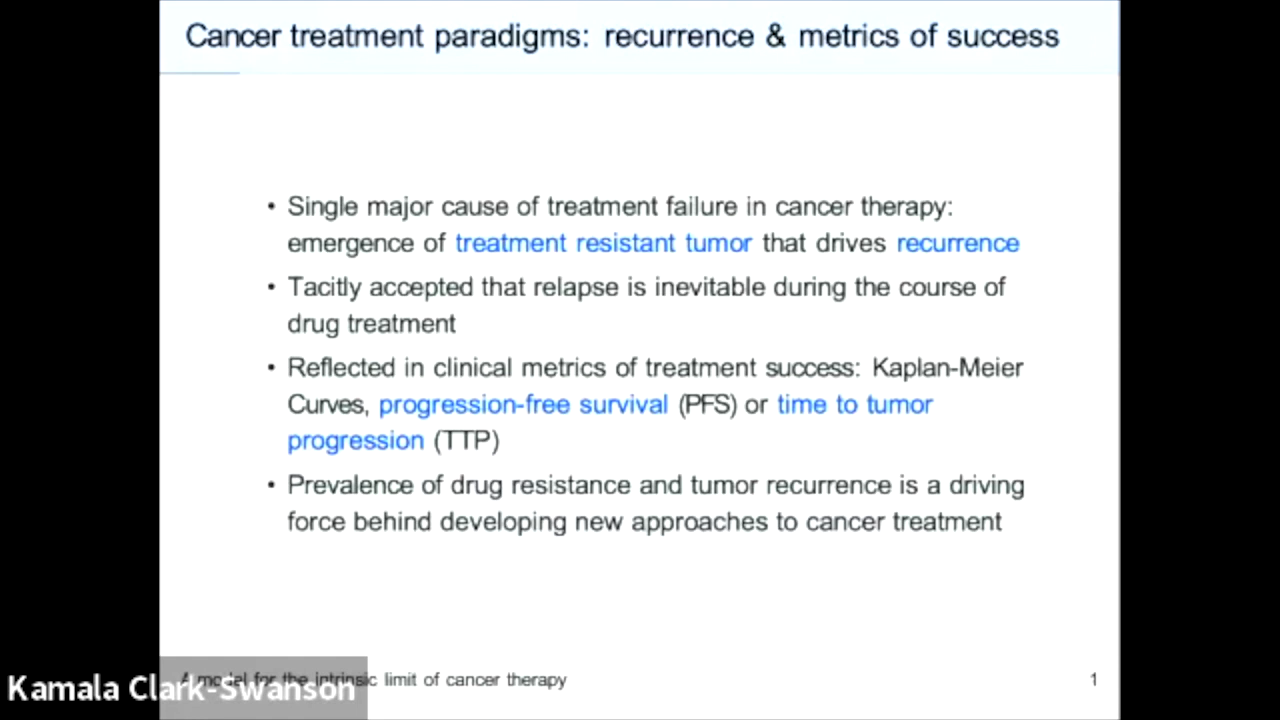 Cancer treatment paradigms: recurrence & metrics of success
• Single major cause of treatment failure in cancer therapy:
emergence of treatment resistant tumor that drives recurrence
• Tacitly accepted that relapse is inevitable during the course of
drug treatment
• Reflected in clinical metrics of treatment success: Kaplan-Meier
Curves, progression-free survival (PFS) or time to tumor
progression (TTP)
• Prevalence of drug resistance and tumor recurrence is a driving
force behind developing new approaches to cancer treatment
A model for the intrinsic limit of cancer therapy
1
Kamala Clark-Swanson